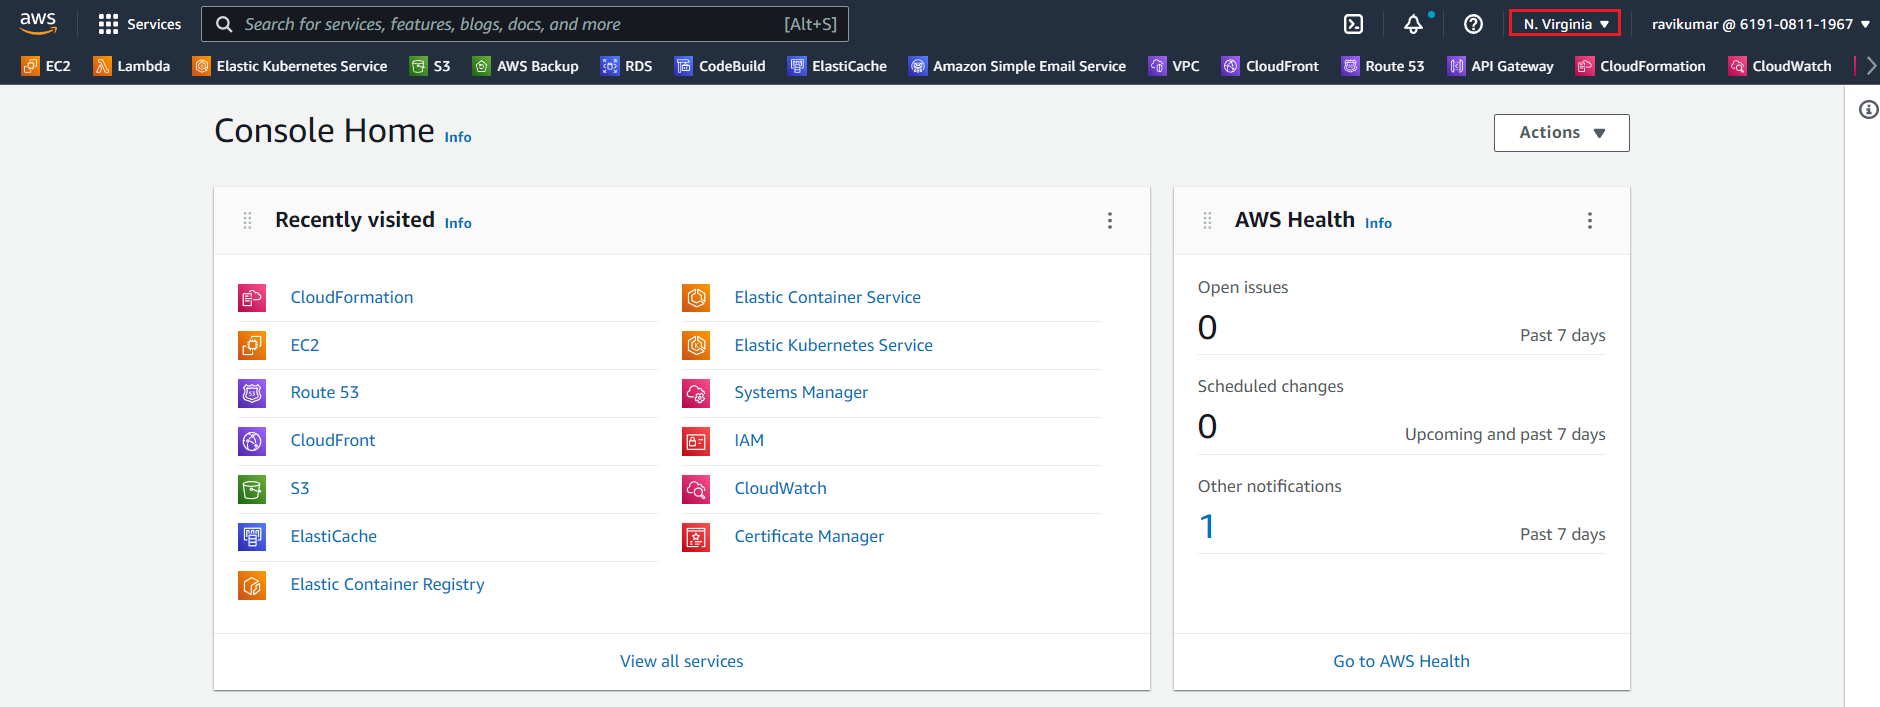 aws Services Search for services, features, blogs, docs, and more [Alt+S] N. Virginia ravikumar @ 6191-0811-1967
EC2 Lambda Elastic Kubernetes Service S3 AWS Backup RDS CodeBuild ElastiCache Amazon Simple Email Service VPC CloudFront Route 53 API Gateway CloudFormation CloudWatch
Console Home Info
Actions
Recently visited Info
CloudFormation
EC2
Route 53
CloudFront
S3
ElastiCache
Elastic Container Registry
Elastic Container Service
Elastic Kubernetes Service
Systems Manager
IAM
CloudWatch
Certificate Manager
View all services
AWS Health Info
Open issues
0 Past 7 days
Scheduled changes
0 Upcoming and past 7 days
Other notifications
1 Past 7 days
Go to AWS Health